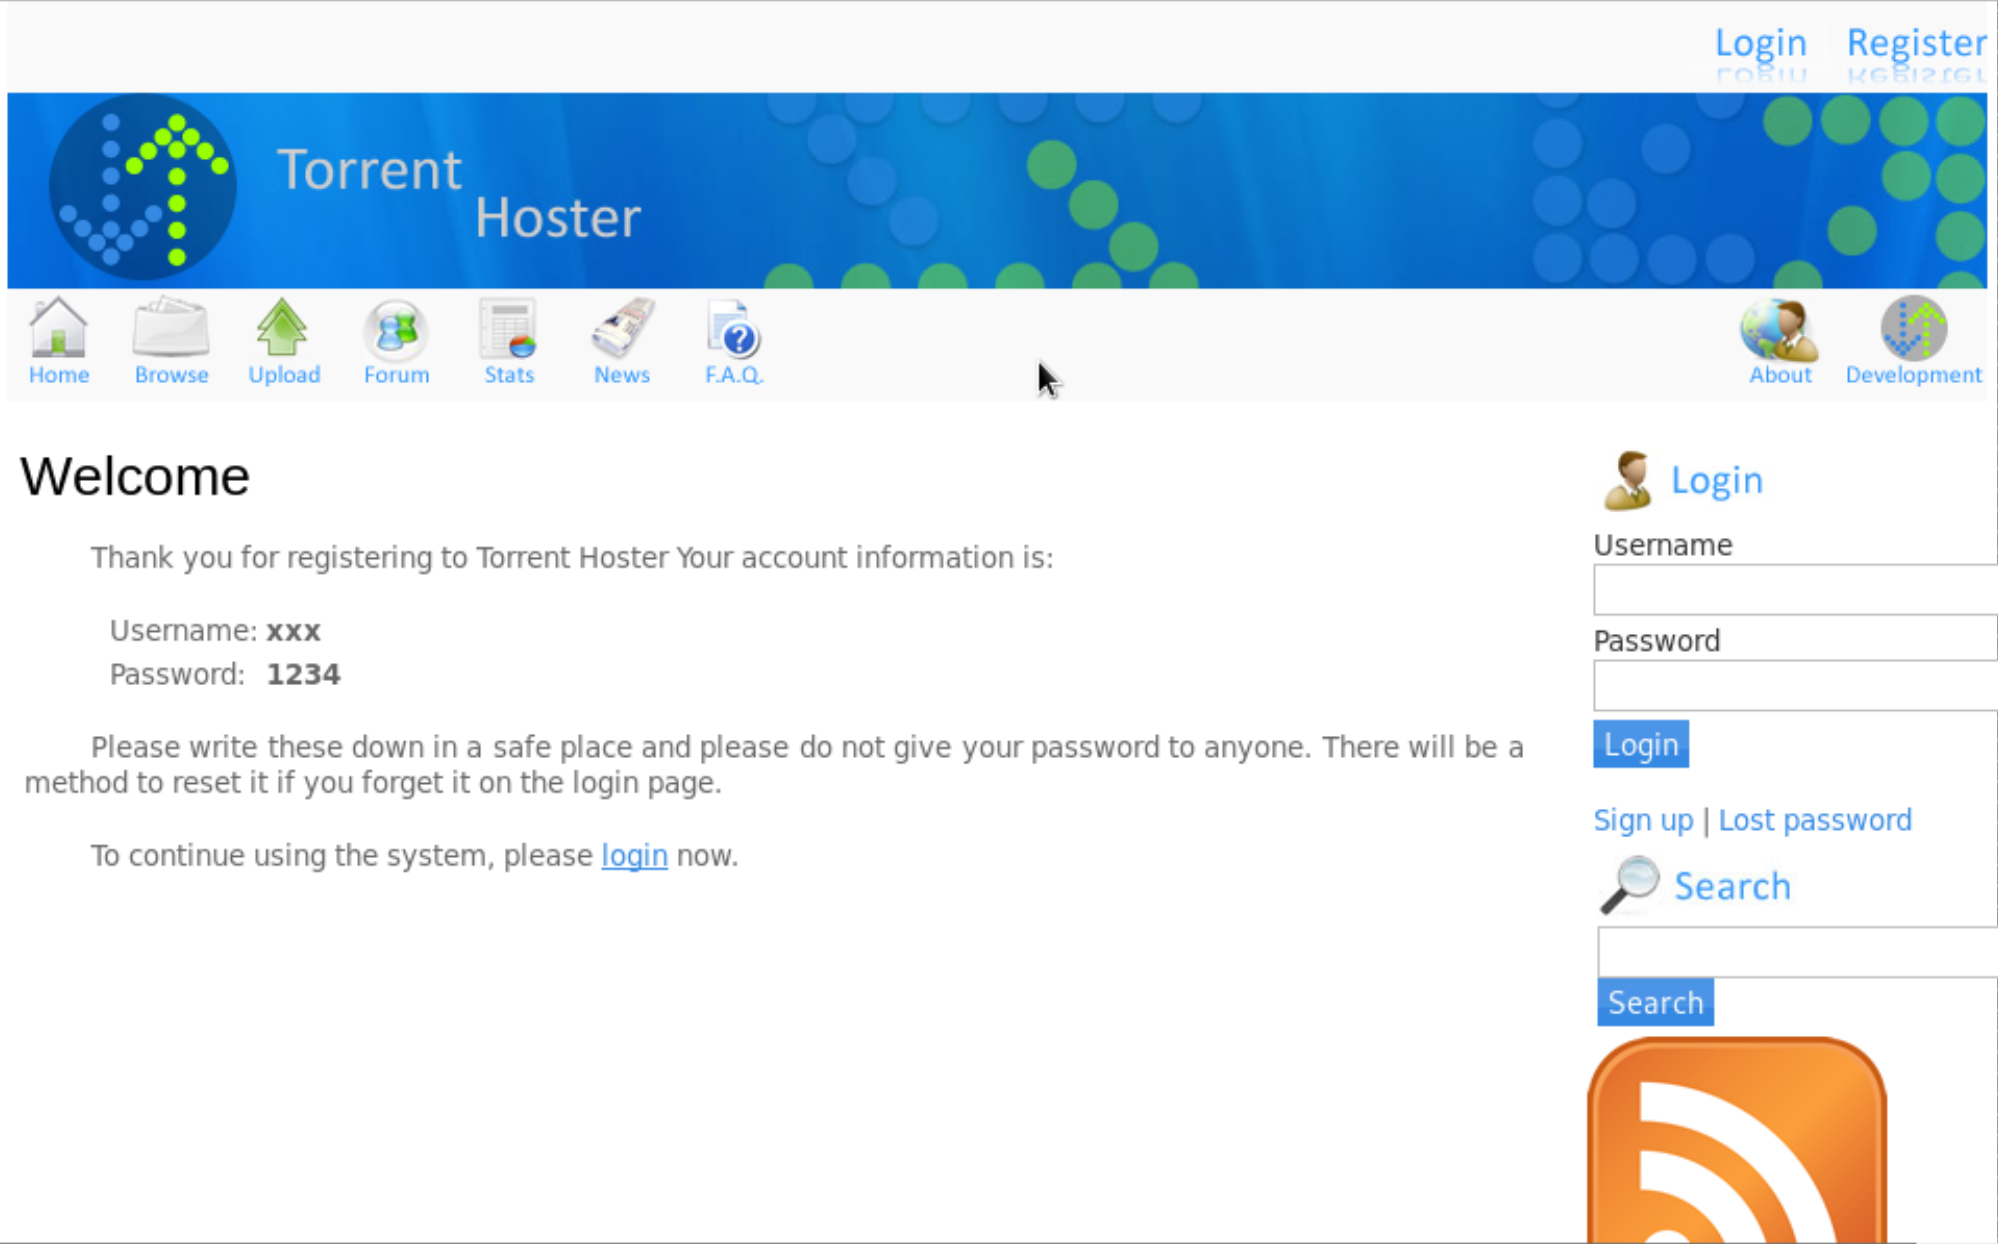 Login Register
Torrent
Hoster
Home Browse Upload Forum Stats News F.A.Q. About Development
Welcome
Thank you for registering to Torrent Hoster Your account information is:
Username: xxx
Password: 1234
Please write these down in a safe place and please do not give your password to anyone. There will be a
method to reset it if you forget it on the login page.
To continue using the system, please login now.
Login
Username
Password
Login
Sign up | Lost password
Search
Search